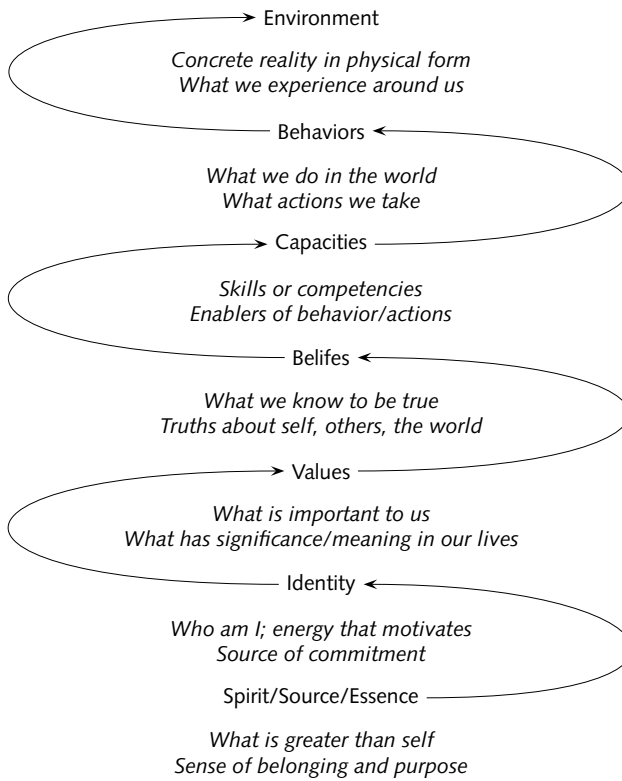 Environment
Concrete reality in physical form
What we experience around us
Behaviors
What we do in the world
What actions we take
Capacities
Skills or competencies
Enablers of behavior/actions
Belifes
What we know to be true
Truths about self, others, the world
Values
What is important to us
What has significance/meaning in our lives
Identity
Who am I; energy that motivates
Source of commitment
Spirit/Source/Essence
What is greater than self
Sense of belonging and purpose